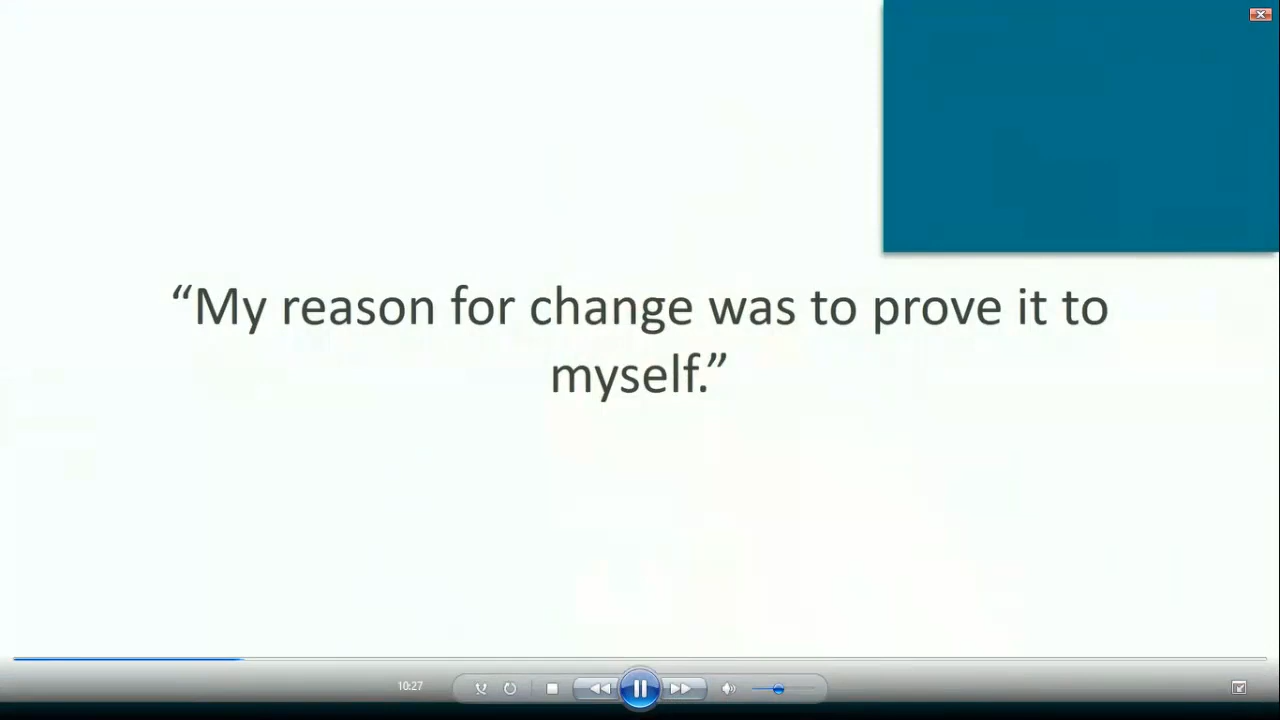 “My reason for change was to prove it to
myself.”
10:27